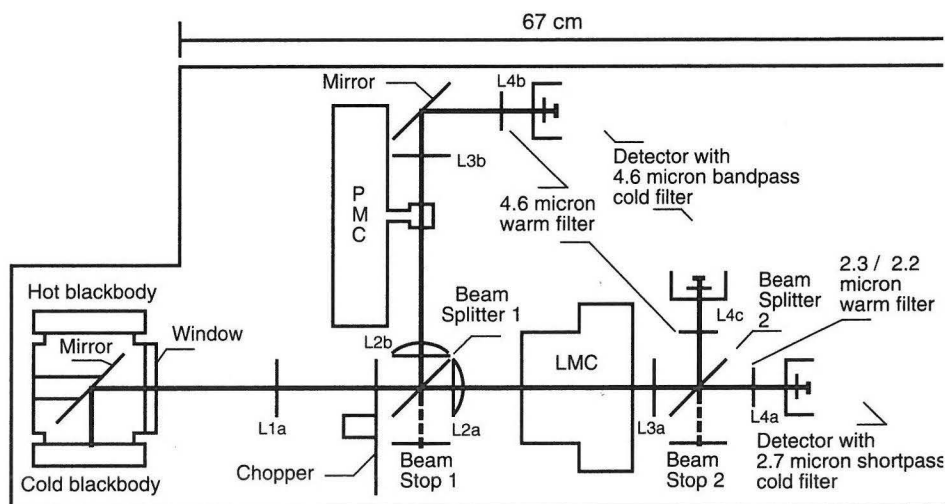 67 cm
Mirror
L4b
L3b
P
M
C
Detector with
4.6 micron bandpass
cold filter
4.6 micron
warm filter
2.3 / 2.2
micron
warm filter
Hot blackbody
Mirror
Window
Beam
Splitter 1
Beam
Splitter
2
L2b
LMC
L4c
L1a
L2a
L3a
L4a
Chopper
Beam
Stop 1
Beam
Stop 2
Cold blackbody
Detector with
2.7 micron shortpass
cold filter